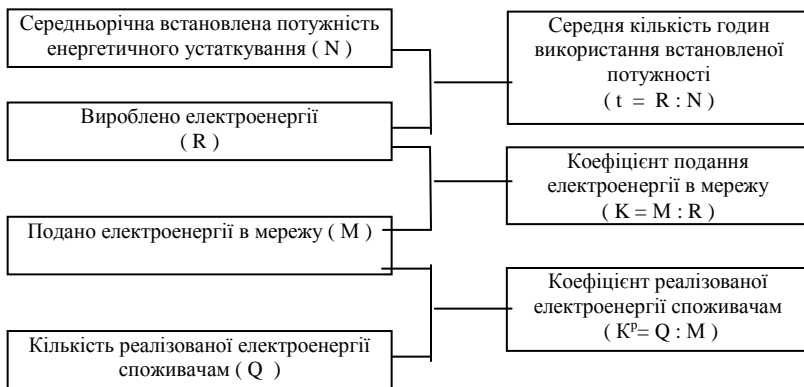 Середньорічна встановлена потужність
енергетичного устаткування ( N )
Вироблено електроенергії
( R )
Подано електроенергії в мережу ( M )
Кількість реалізованої електроенергії
споживачам ( Q )
Середня кількість годин
використання встановленої
потужності
( t = R : N )
Коефіцієнт подання
електроенергії в мережу
( K = M : R )
Коефіцієнт реалізованої
електроенергії споживачам
( Kᵖ= Q : M )